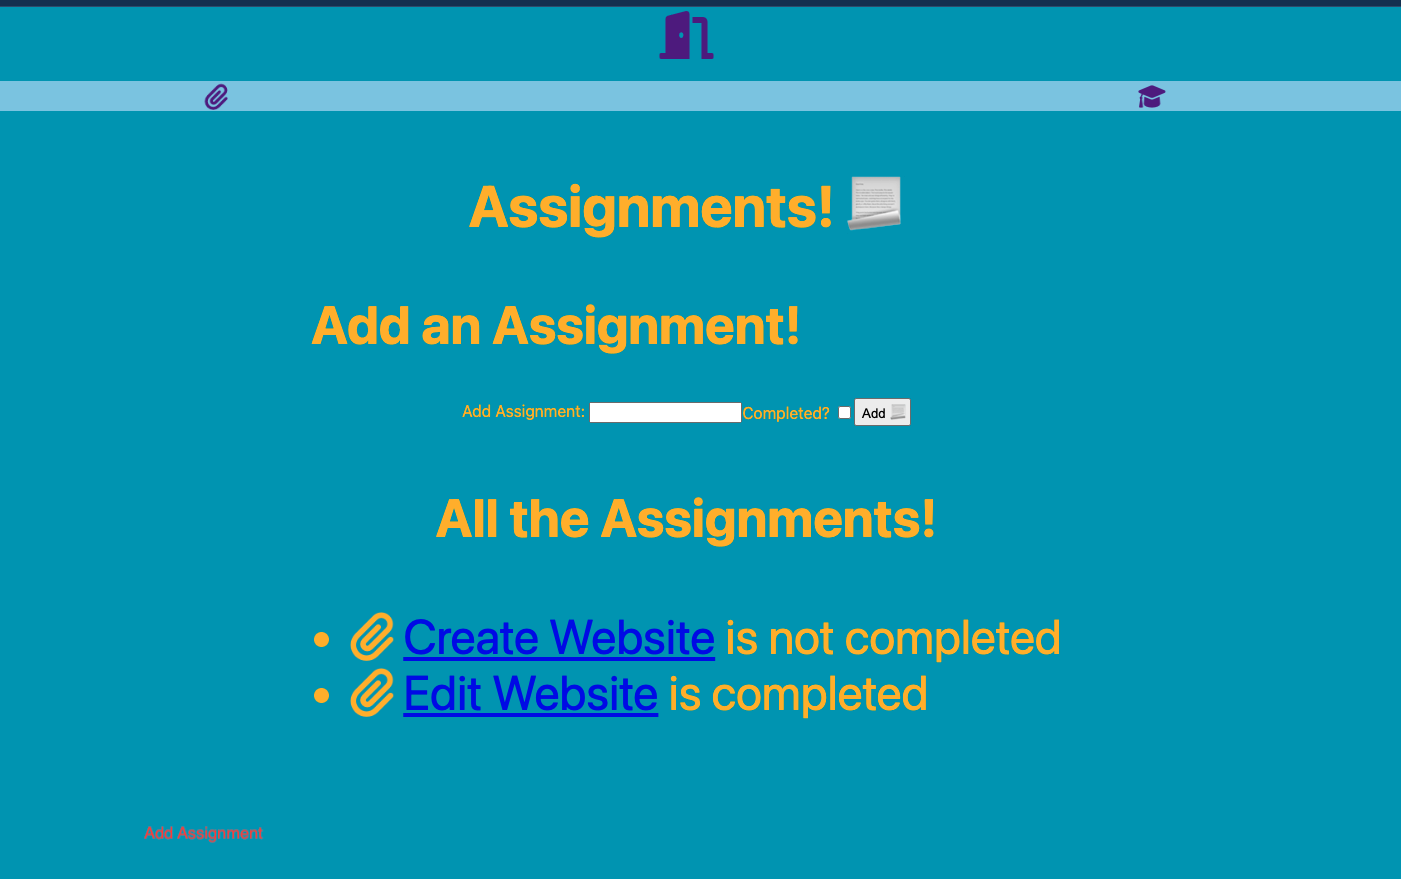 Assignments!
Add an Assignment!
Add Assignment: Completed? Add
All the Assignments!
Create Website is not completed
Edit Website is completed
Add Assignment